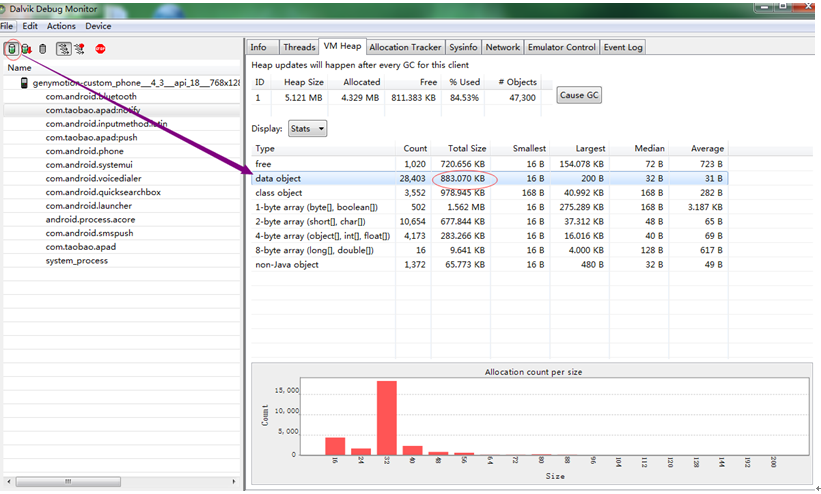 Dalvik Debug Monitor
File Edit Actions Device
Info Threads VM Heap Allocation Tracker Sysinfo Network Emulator Control Event Log
Name
genymotion-custom_phone__4_3__api_18__768x128
com.android.bluetooth
com.taobao.apad:notify
com.android.inputmethod.latin
com.taobao.apad:push
com.android.phone
com.android.systemui
com.android.voicedialer
com.android.quicksearchbox
com.android.launcher
android.process.acore
com.android.smspush
com.taobao.apad
system_process
Heap updates will happen after every GC for this client
ID Heap Size Allocated Free % Used # Objects
1 5.121 MB 4.329 MB 811.383 KB 84.53% 47,300
Cause GC
Display: Stats
Type Count Total Size Smallest Largest Median Average
free 1,020 720.656 KB 16 B 154.078 KB 72 B 723 B
data object 28,403 883.070 KB 16 B 200 B 32 B 31 B
class object 3,552 978.945 KB 168 B 40.992 KB 168 B 282 B
1-byte array (byte[], boolean[]) 502 1.562 MB 16 B 275.289 KB 168 B 3.187 KB
2-byte array (short[], char[]) 10,654 677.844 KB 16 B 37.312 KB 48 B 65 B
4-byte array (object[], int[], float[]) 4,173 283.266 KB 16 B 16.016 KB 40 B 69 B
8-byte array (long[], double[]) 16 9.641 KB 16 B 4.000 KB 128 B 617 B
non-Java object 1,372 65.773 KB 16 B 480 B 32 B 49 B
Allocation count per size
Count
15,000
10,000
5,000
16 24 32 40 48 56 64 72 80 88 96 104 112 120 128 144 192 200
Size